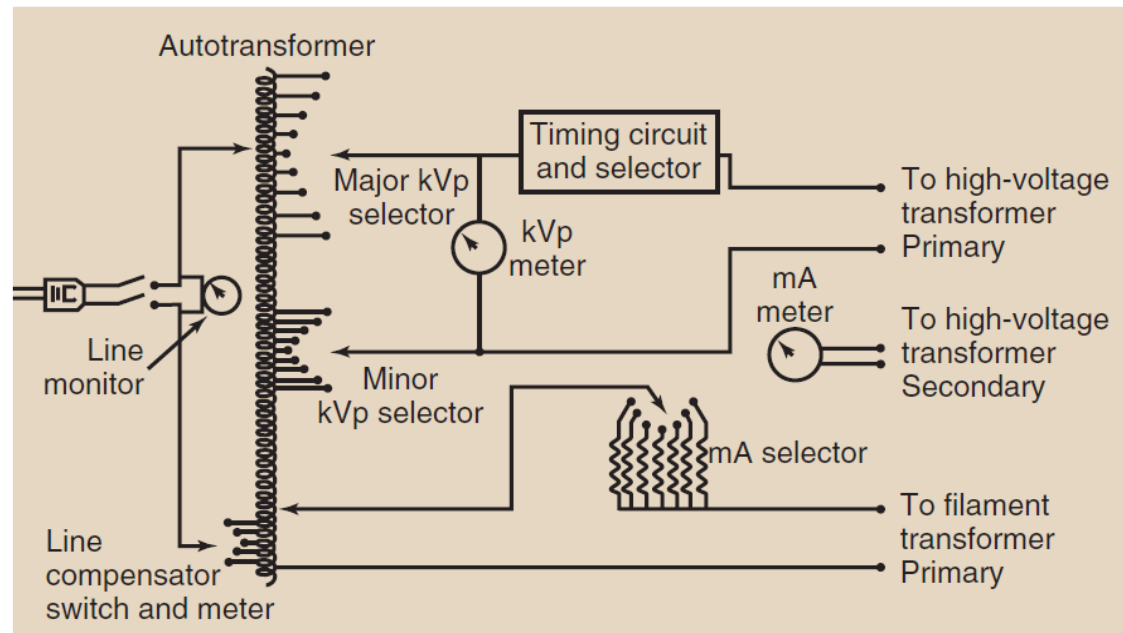 Autotransformer
Timing circuit
and selector
Major kVp
selector
kVp
meter
To high-voltage
transformer
Primary
mA
meter
To high-voltage
transformer
Secondary
Line
monitor
Minor
kVp selector
mA selector
To filament
transformer
Primary
Line
compensator
switch and meter